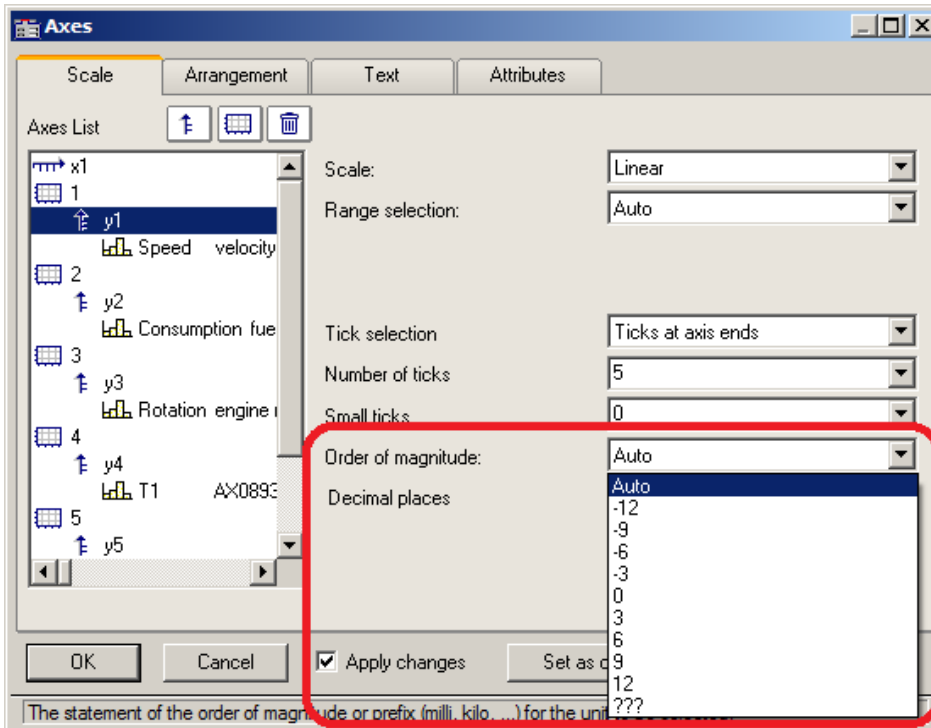 Axes
Scale Arrangement Text Attributes
Axes List
x1
1
y1
Speed velocity
2
y2
Consumption fue
3
y3
Rotation engine
4
y4
T1 AX0893
5
y5
Scale: Linear
Range selection: Auto
Tick selection Ticks at axis ends
Number of ticks 5
Small ticks 0
Order of magnitude: Auto
Decimal places
Auto
-12
-9
-6
-3
0
3
6
9
12
???
OK Cancel Apply changes Set as
The statement of the order of magnitude or prefix (milli, kilo, ...) for the unit to be selected.